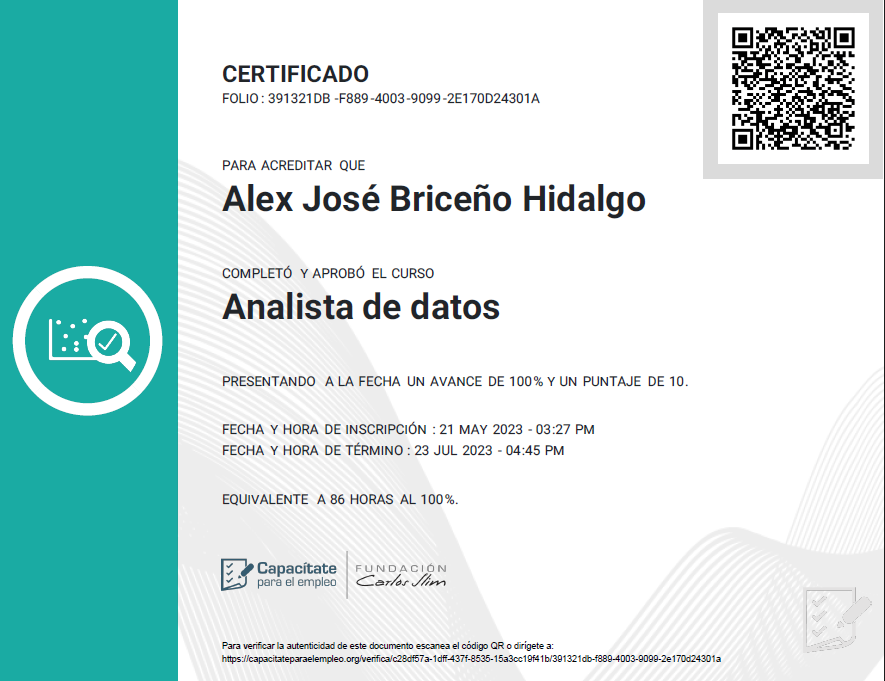 CERTIFICADO
FOLIO : 391321DB -F889-4003-9099-2E170D24301A
PARA ACREDITAR QUE
Alex José Briceño Hidalgo
COMPLETÓ Y APROBÓ EL CURSO
Analista de datos
PRESENTANDO A LA FECHA UN AVANCE DE 100% Y UN PUNTAJE DE 10.
FECHA Y HORA DE INSCRIPCIÓN : 21 MAY 2023 - 03:27 PM
FECHA Y HORA DE TÉRMINO : 23 JUL 2023 - 04:45 PM
EQUIVALENTE A 86 HORAS AL 100%.
Capacítate
para el empleo
FUNDACIÓN
Carlos Slim
Para verificar la autenticidad de este documento escanea el código QR o dirígete a:
https://capacitateparaelempleo.org/verifica/c28df57a-1dff-437f-8535-15a3cc19f41b/391321db-f889-4003-9099-2e170d24301a